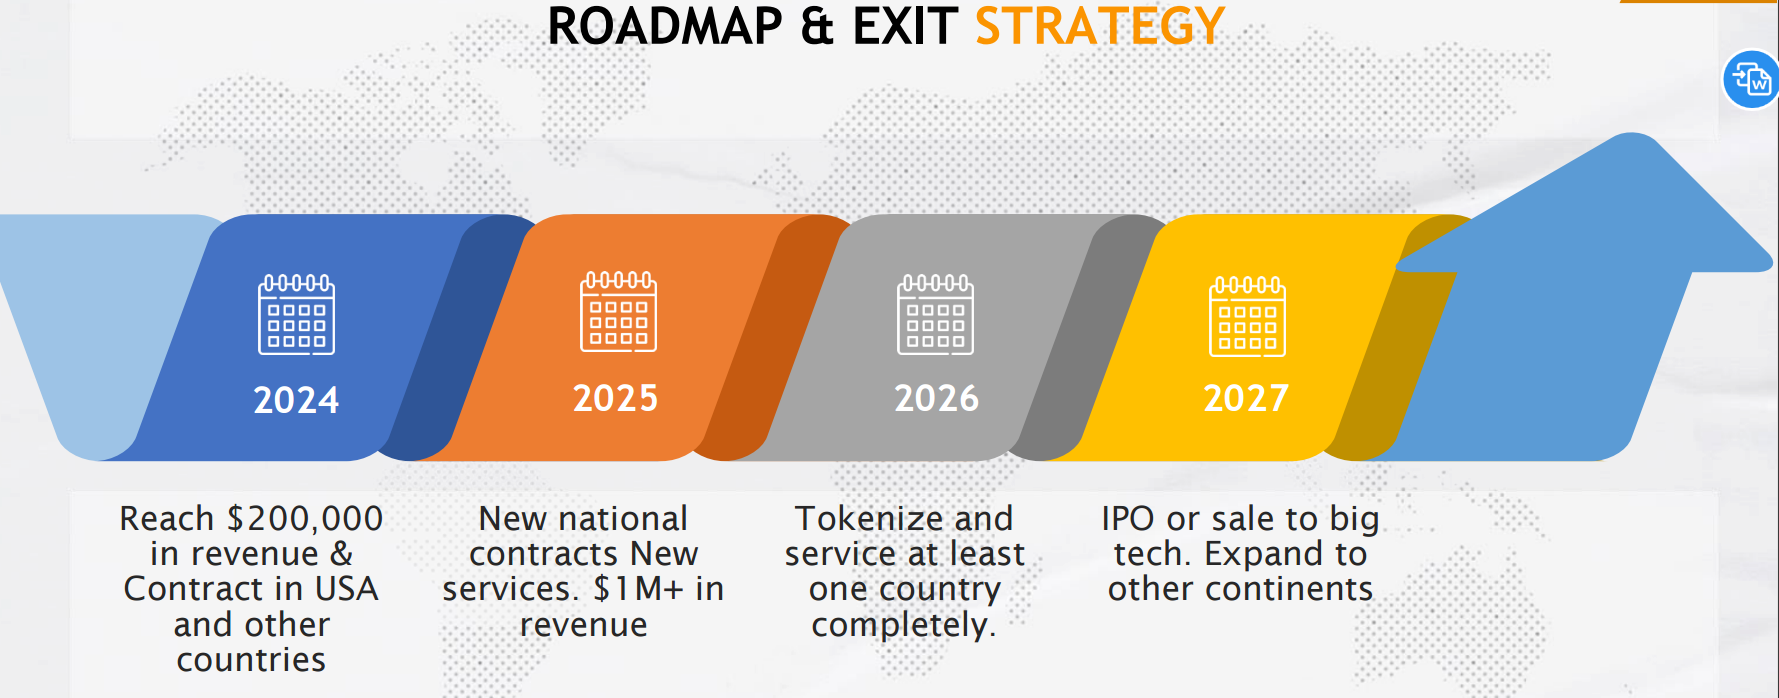 ROADMAP & EXIT STRATEGY
W
2024
2025
2026
2027
Reach $200,000
in revenue &
Contract in USA
and other
countries
New national
contracts New
services. $1M+ in
revenue
Tokenize and
service at least
one country
completely.
IPO or sale to big
tech. Expand to
other continents